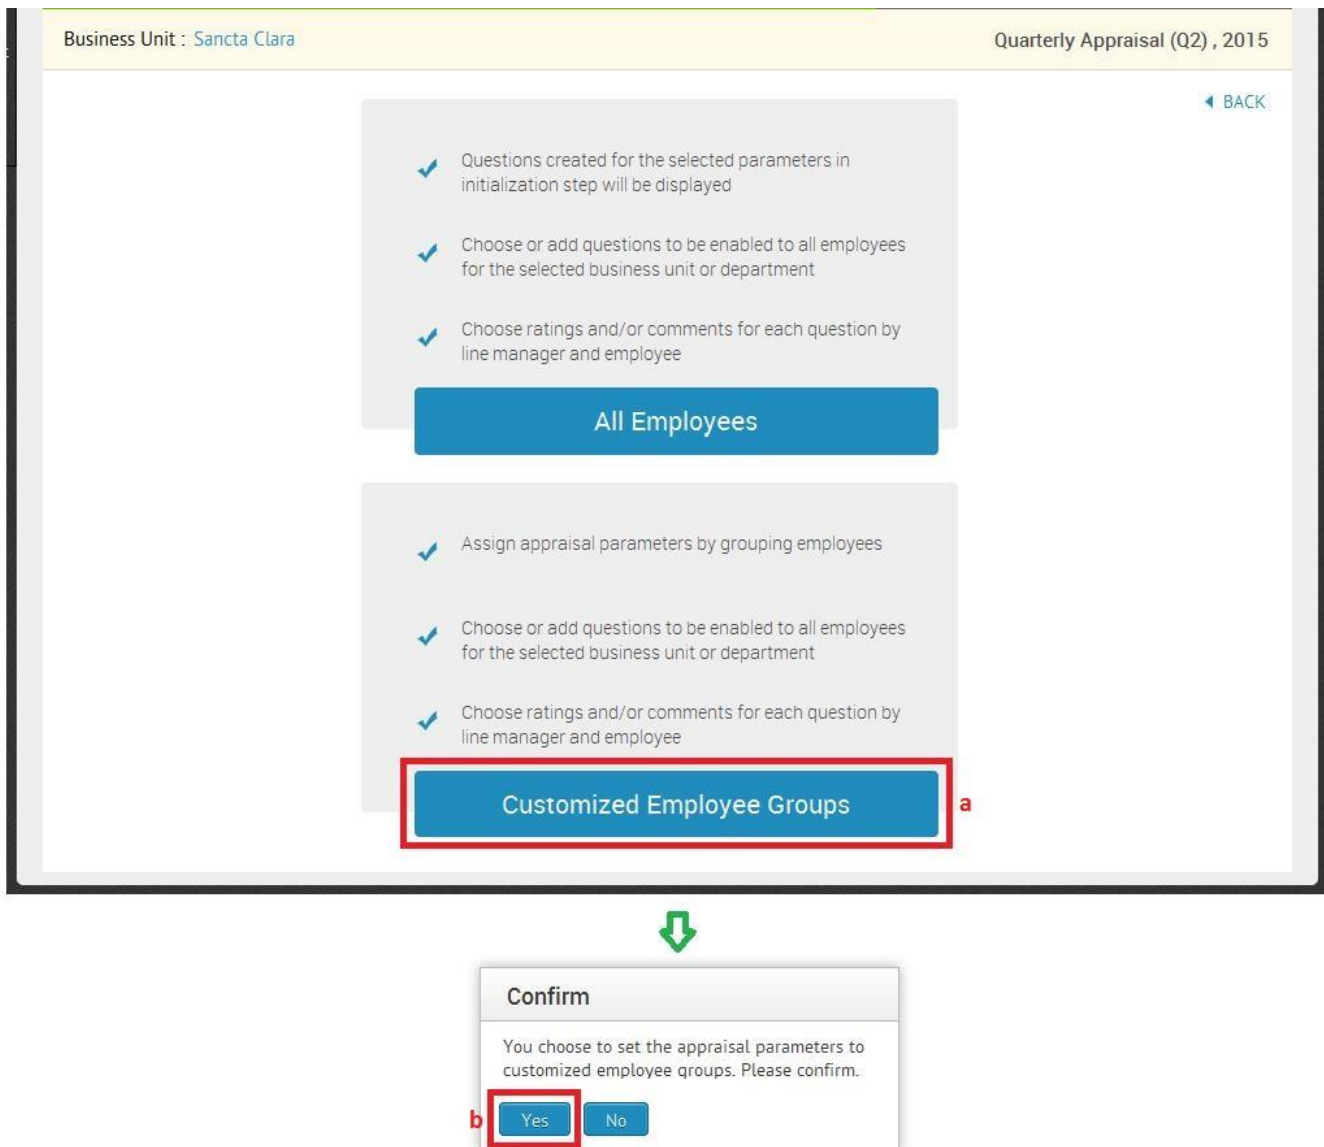 Business Unit : Sancta Clara
Quarterly Appraisal (Q2) , 2015
BACK
Questions created for the selected parameters in
initialization step will be displayed
Choose or add questions to be enabled to all employees
for the selected business unit or department
Choose ratings and/or comments for each question by
line manager and employee
All Employees
Assign appraisal parameters by grouping employees
Choose or add questions to be enabled to all employees
for the selected business unit or department
Choose ratings and/or comments for each question by
line manager and employee
Customized Employee Groups
a
Confirm
You choose to set the appraisal parameters to
customized employee groups. Please confirm.
b
Yes
No